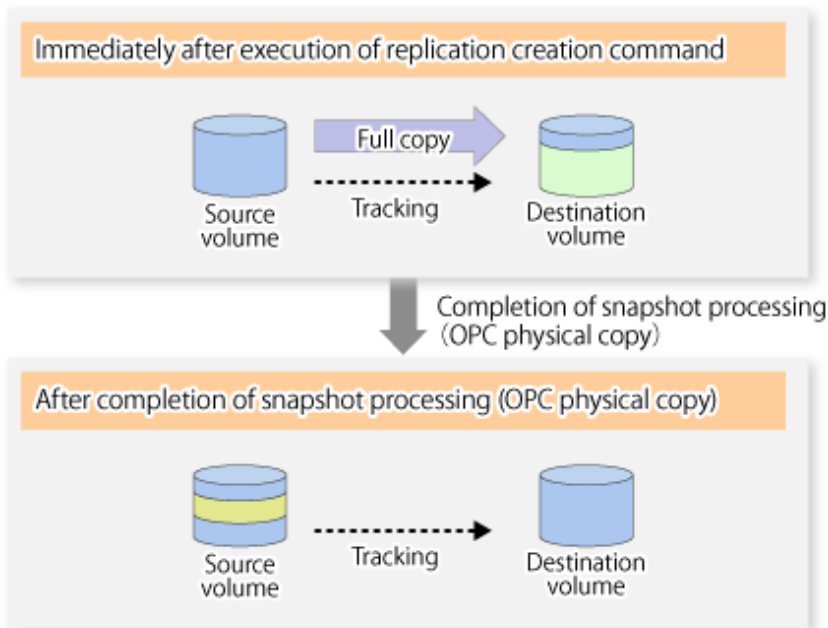 Immediately after execution of replication creation command
Full copy
Tracking
Source
volume
Destination
volume
Completion of snapshot processing
(OPC physical copy)
After completion of snapshot processing (OPC physical copy)
Tracking
Source
volume
Destination
volume